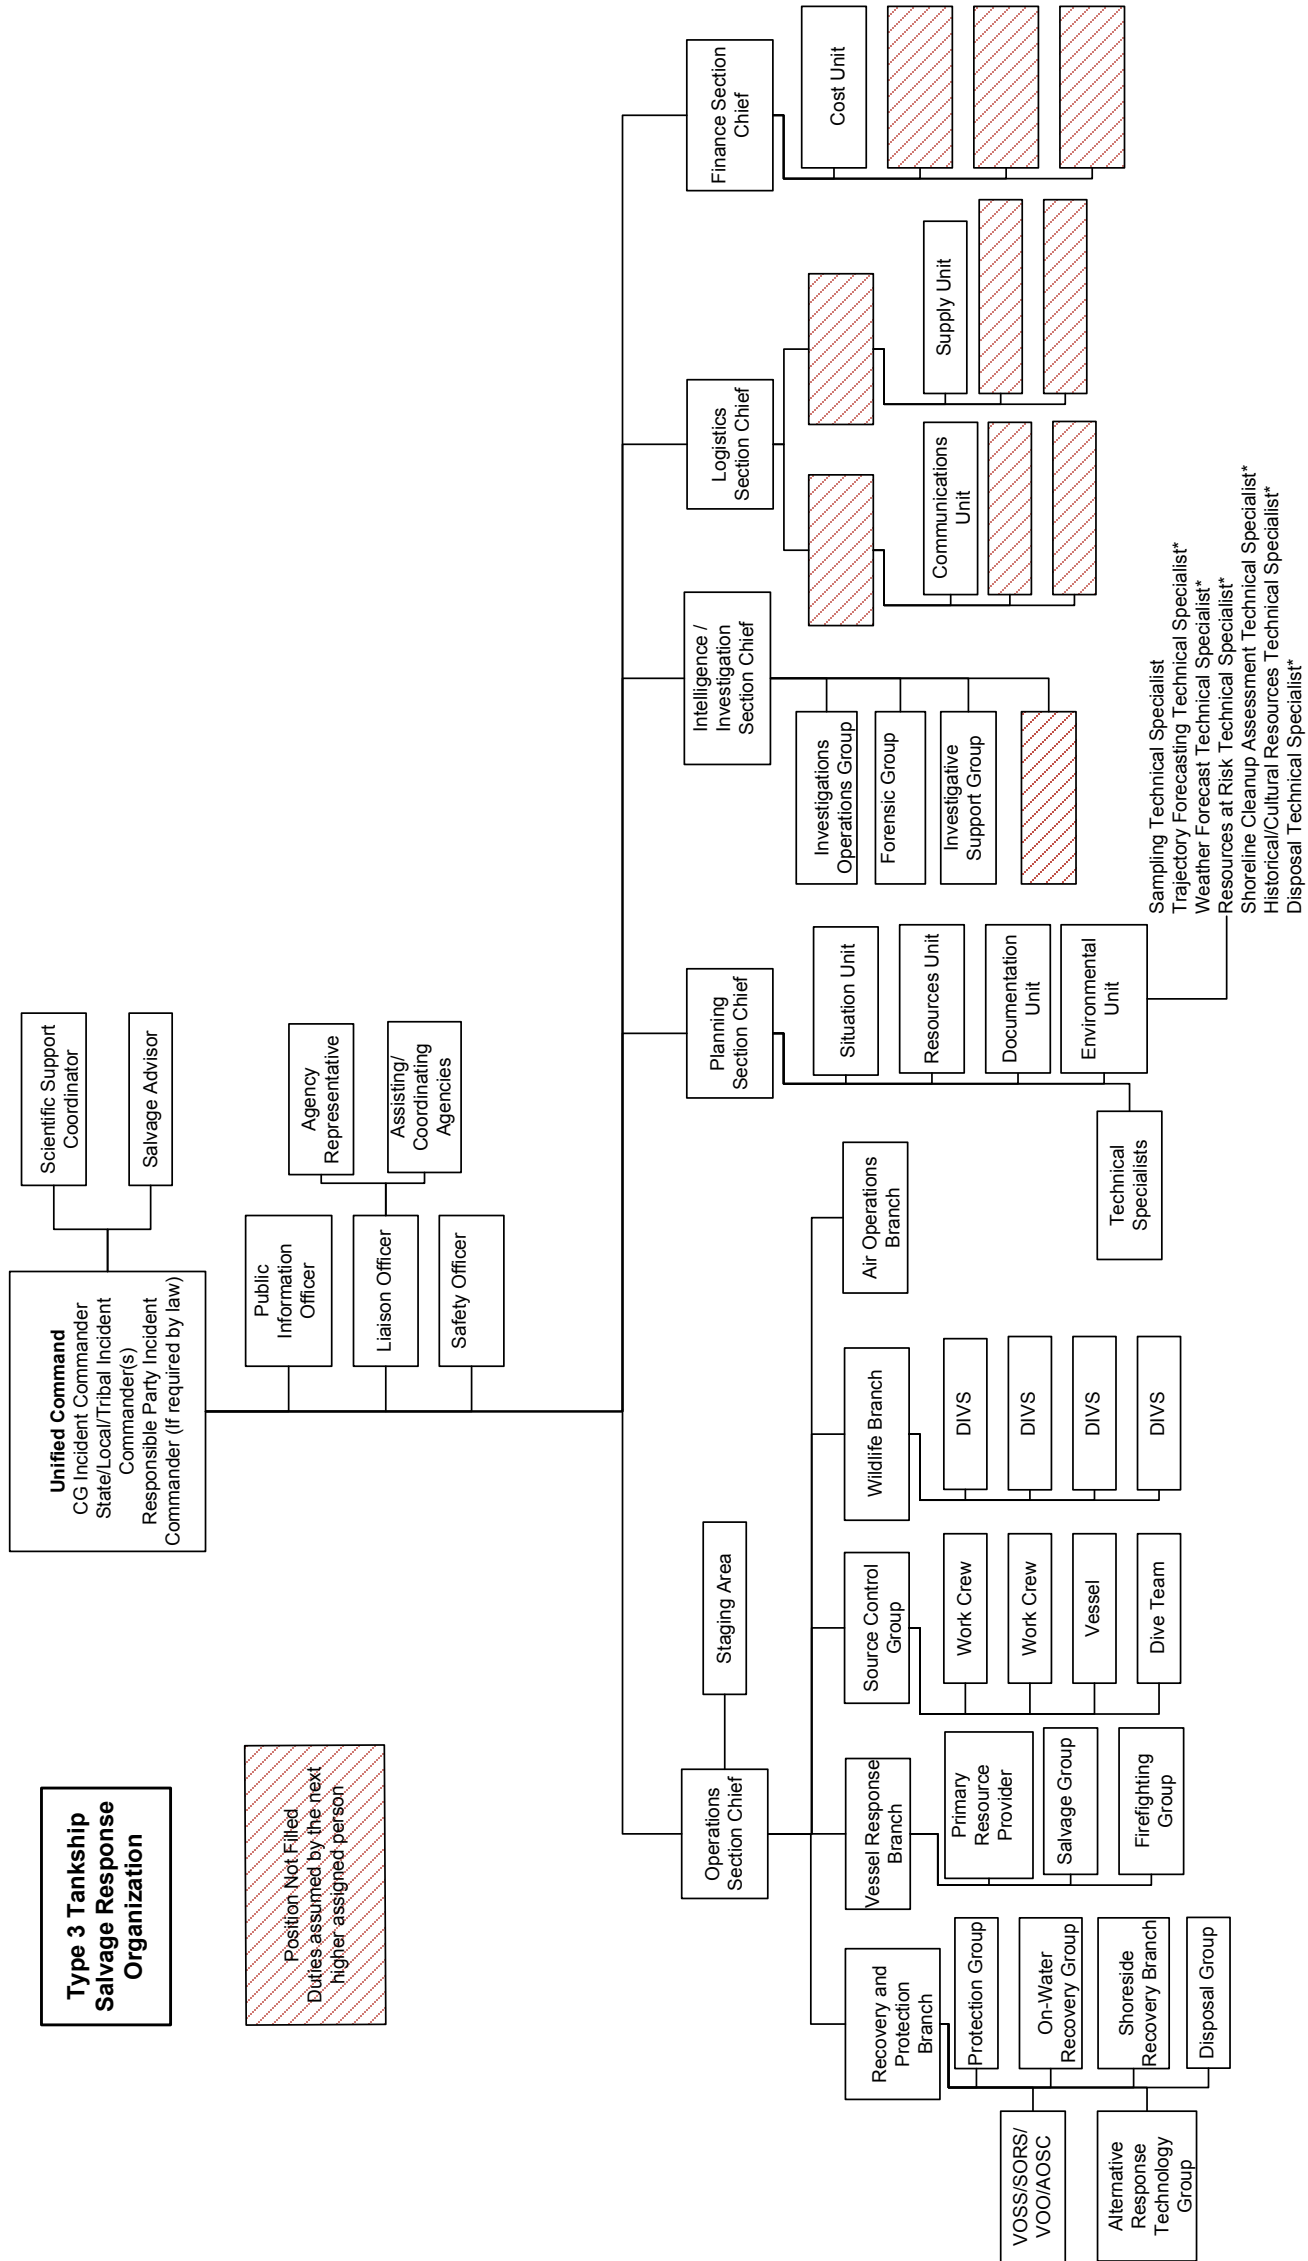 Type 3 Tankship
Salvage Response
Organization
Position Not Filled
Duties assumed by the next
higher assigned person
Unified Command
CG Incident Commander
State/Local/Tribal Incident
Commander(s)
Responsible Party Incident
Commander (If required by law)
Scientific Support
Coordinator
Salvage Advisor
Public
Information
Officer
Liaison Officer
Safety Officer
Agency
Representative
Assisting/
Coordinating
Agencies
Operations
Section Chief
Staging Area
Planning
Section Chief
Intelligence /
Investigation
Section Chief
Logistics
Section Chief
Finance Section
Chief
Recovery and
Protection
Branch
Protection Group
On-Water
Recovery Group
Shoreside
Recovery Branch
Disposal Group
VOSS/SORS/
VOO/AOSC
Alternative
Response
Technology
Group
Vessel Response
Branch
Primary
Resource
Provider
Salvage Group
Firefighting
Group
Source Control
Group
Work Crew
Work Crew
Vessel
Dive Team
Wildlife Branch
DIVS
DIVS
DIVS
DIVS
Air Operations
Branch
Situation Unit
Resources Unit
Documentation
Unit
Environmental
Unit
Technical
Specialists
Sampling Technical Specialist
Trajectory Forecasting Technical Specialist*
Weather Forecast Technical Specialist*
Resources at Risk Technical Specialist*
Shoreline Cleanup Assessment Technical Specialist*
Historical/Cultural Resources Technical Specialist*
Disposal Technical Specialist*
Investigations
Operations Group
Forensic Group
Investigative
Support Group
Communications
Unit
Supply Unit
Cost Unit